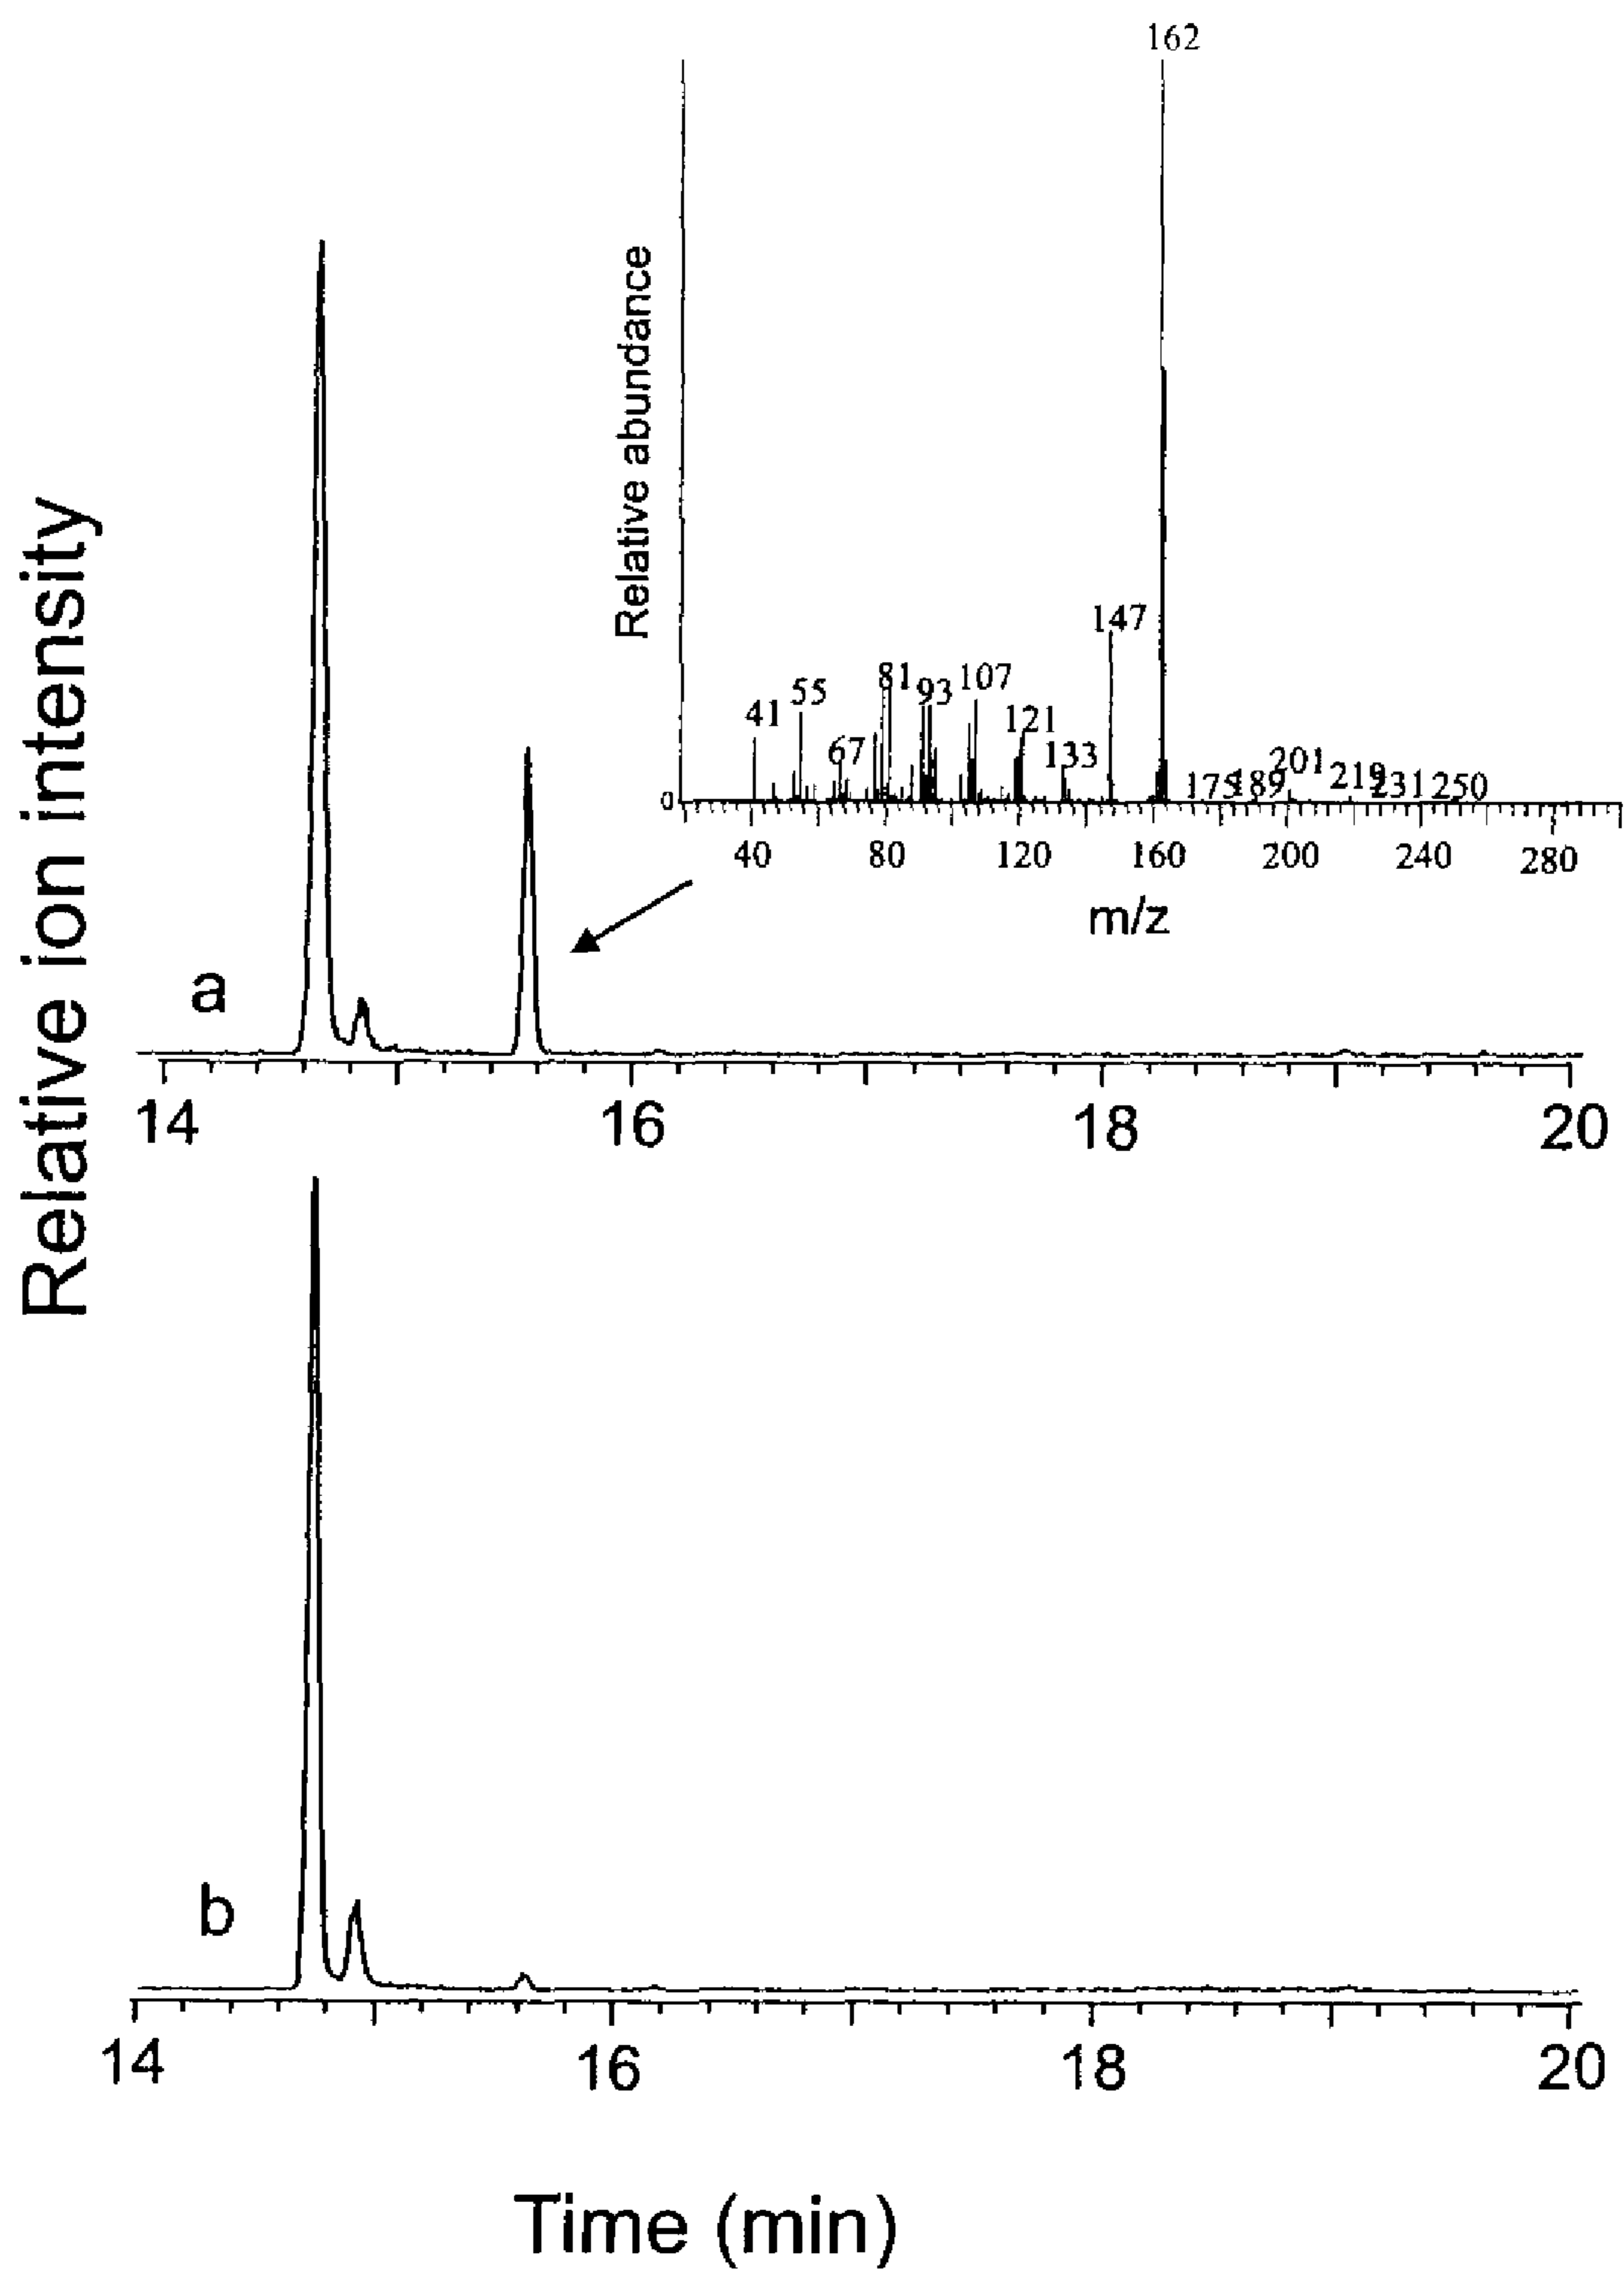 162
Relative abundance
147
81
107
55
93
41
121
67
133
201
219
175
189
231
250
0
40 80 120 160 200 240 280
m/z
Relative ion intensity
a
14 16 18 20
b
14 16 18 20
Time (min)